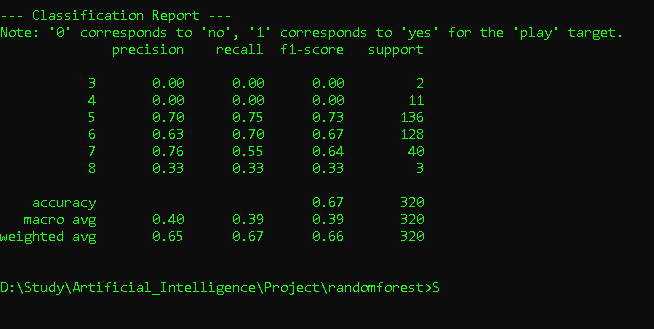 --- Classification Report ---
Note: '0' corresponds to 'no', '1' corresponds to 'yes' for the 'play' target.
precision recall f1-score support
3 0.00 0.00 0.00 2
4 0.00 0.00 0.00 11
5 0.70 0.75 0.73 136
6 0.63 0.70 0.67 128
7 0.76 0.55 0.64 40
8 0.33 0.33 0.33 3
accuracy 0.67 320
macro avg 0.40 0.39 0.39 320
weighted avg 0.65 0.67 0.66 320
D:\Study\Artificial_Intelligence\Project\randomforest>S